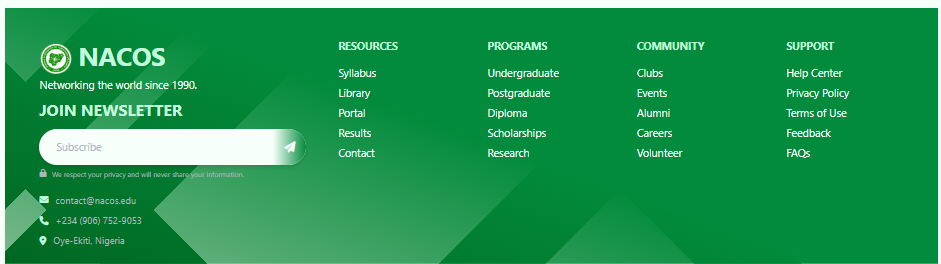 NACOS
Networking the world since 1990.
JOIN NEWSLETTER
Subscribe
We respect your privacy and will never share your information.
contact@nacos.edu
+234 (906) 752-9053
Oye-Ekiti, Nigeria
RESOURCES
Syllabus
Library
Portal
Results
Contact
PROGRAMS
Undergraduate
Postgraduate
Diploma
Scholarships
Research
COMMUNITY
Clubs
Events
Alumni
Careers
Volunteer
SUPPORT
Help Center
Privacy Policy
Terms of Use
Feedback
FAQs